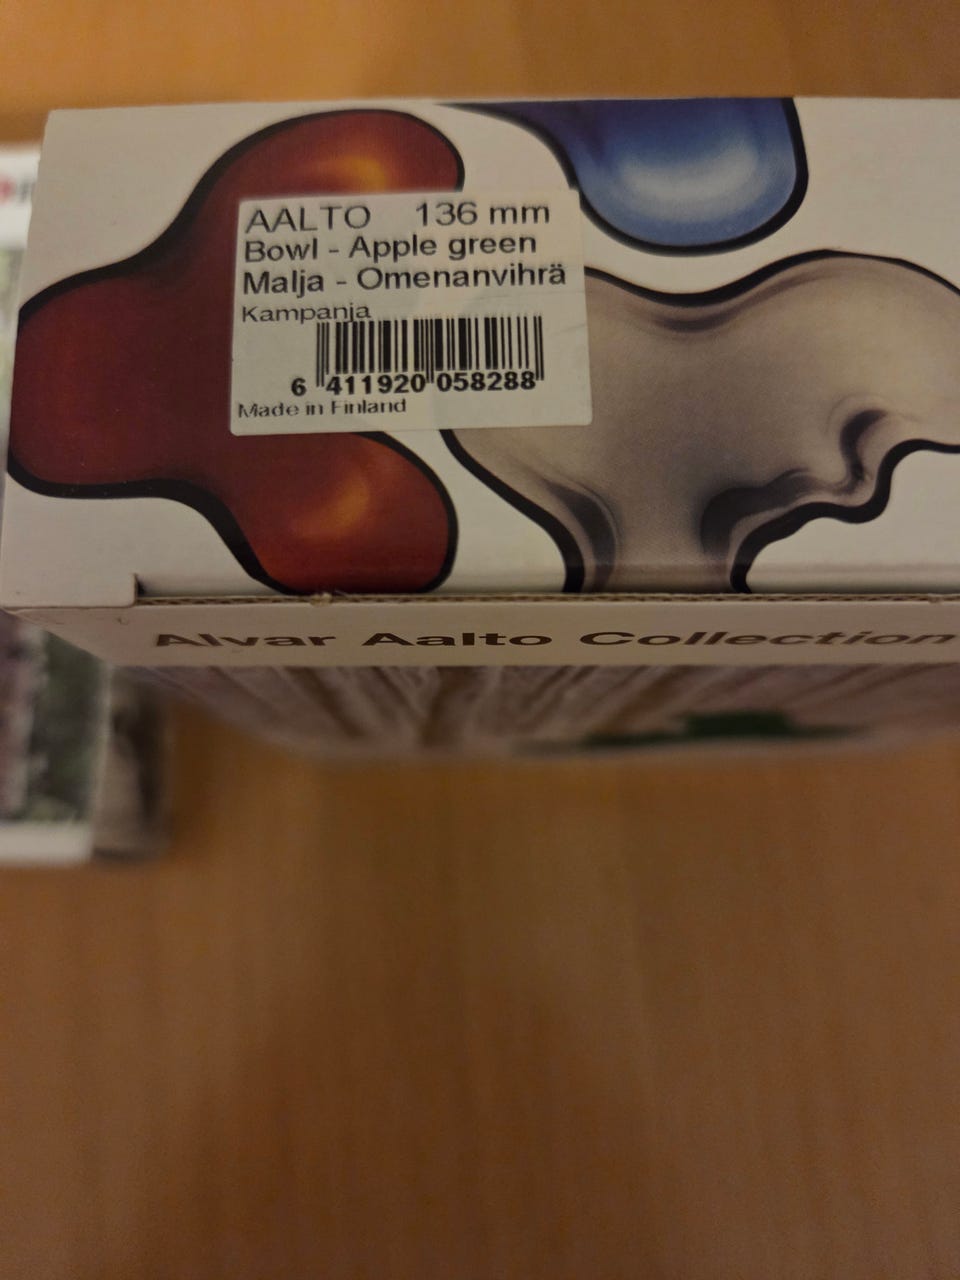 AALTO 136 mm
Bowl - Apple green
Malja - Omenanvihrä
Kampanja
6 411920 058288
Made in Finland
Alvar Aalto Collection